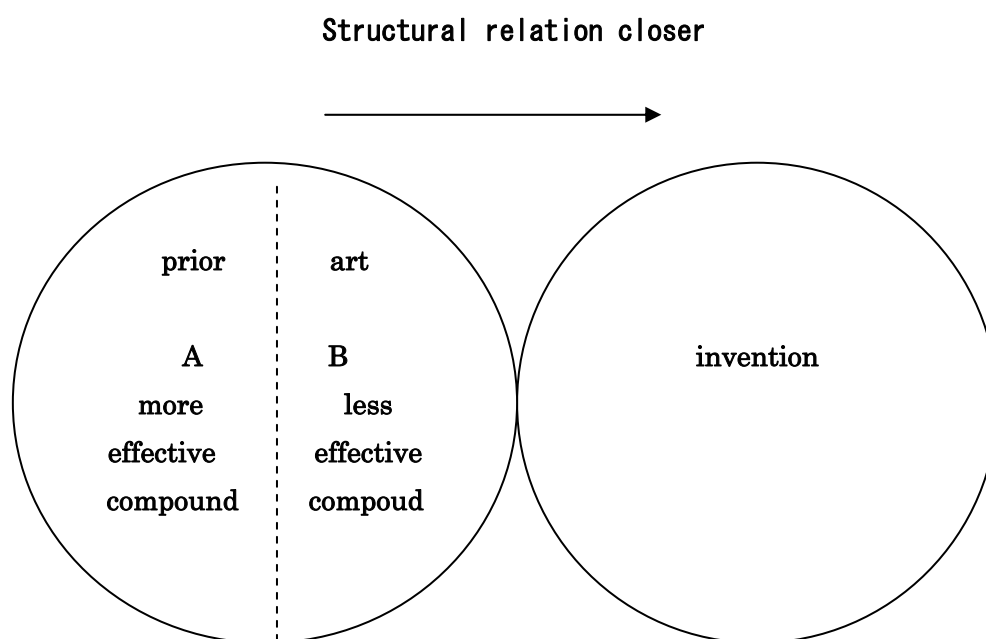 Structural relation closer
prior art
A B invention
more less
effective effective
compound compoud